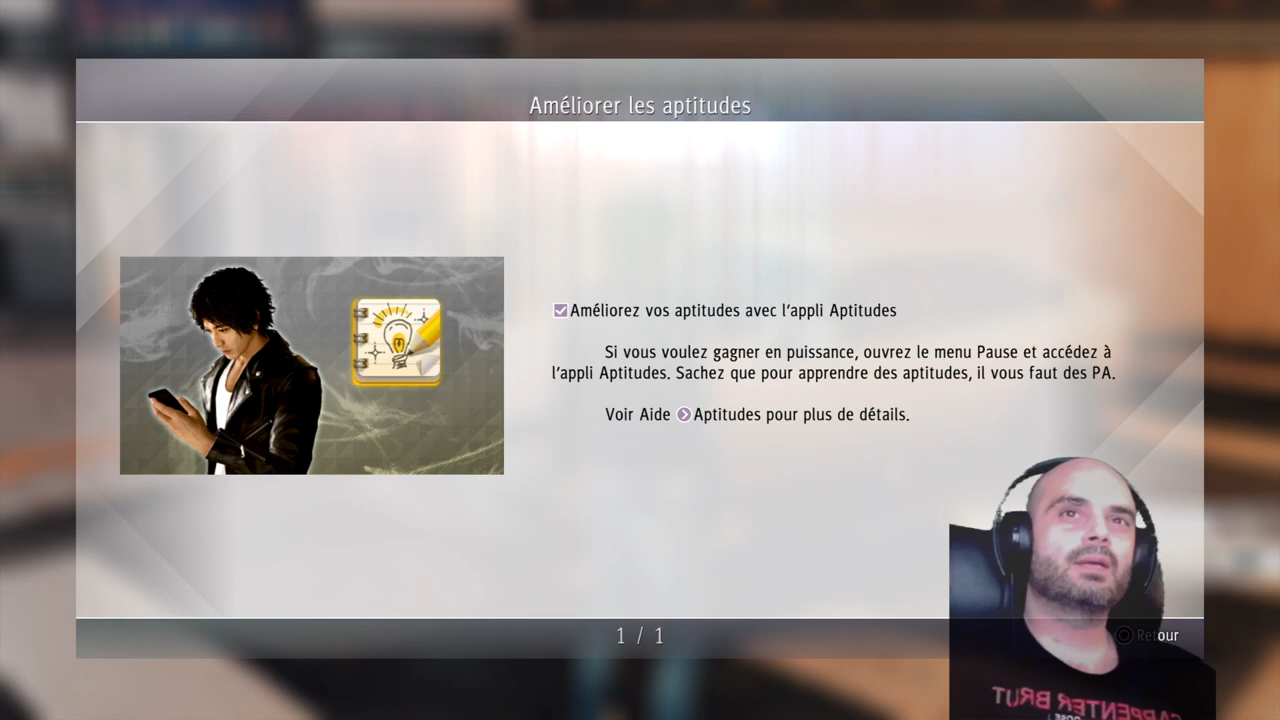 Améliorer les aptitudes
Améliorez vos aptitudes avec l'appli Aptitudes
Si vous voulez gagner en puissance, ouvrez le menu Pause et accédez à
l'appli Aptitudes. Sachez que pour apprendre des aptitudes, il vous faut des PA.
Voir Aide Aptitudes pour plus de détails.
1 / 1
Retour
CARPENTER BRUT